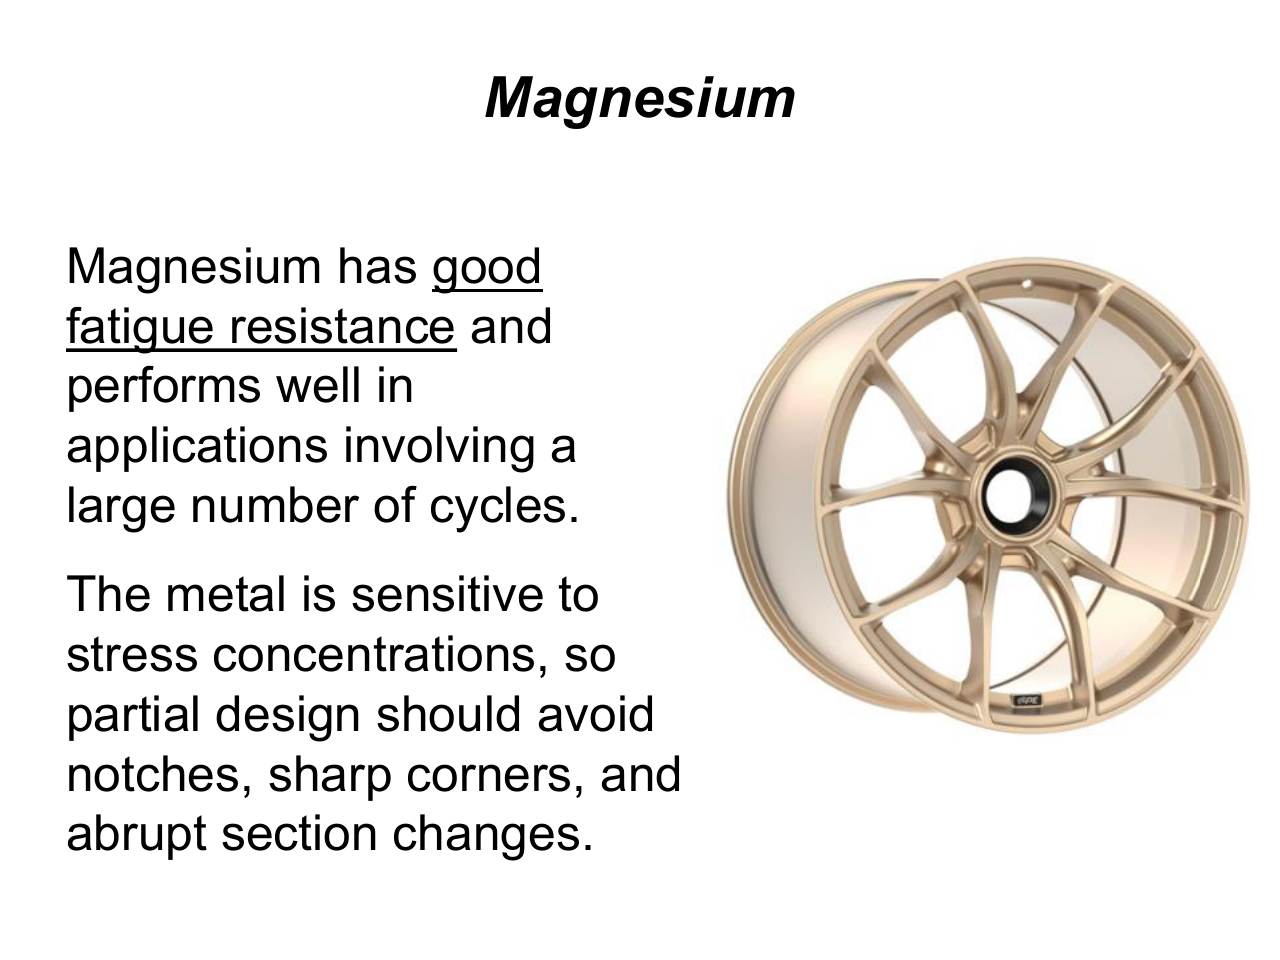 Magnesium
Magnesium has good
fatigue resistance and
performs well in
applications involving a
large number of cycles.
The metal is sensitive to
stress concentrations, so
partial design should avoid
notches, sharp corners, and
abrupt section changes.